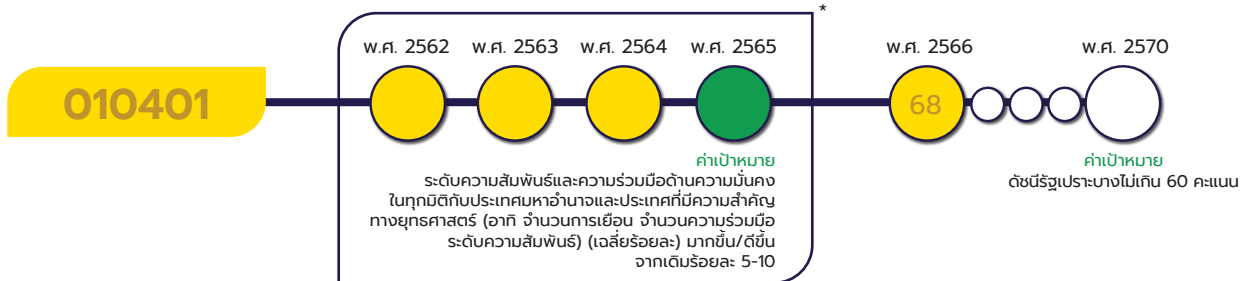 *
พ.ศ. 2562 พ.ศ. 2563 พ.ศ. 2564 พ.ศ. 2565 พ.ศ. 2566 พ.ศ. 2570
010401
68
ค่าเป้าหมาย
ระดับความสัมพันธ์และความร่วมมือด้านความมั่นคง
ในทุกมิติกับประเทศมหาอำนาจและประเทศที่มีความสำคัญ
ทางยุทธศาสตร์ (อาทิ จำนวนการเยือน จำนวนความร่วมมือ
ระดับความสัมพันธ์) (เฉลี่ยร้อยละ) มากขึ้น/ดีขึ้น
จากเดิมร้อยละ 5-10
ค่าเป้าหมาย
ดัชนีรัฐเปราะบางไม่เกิน 60 คะแนน